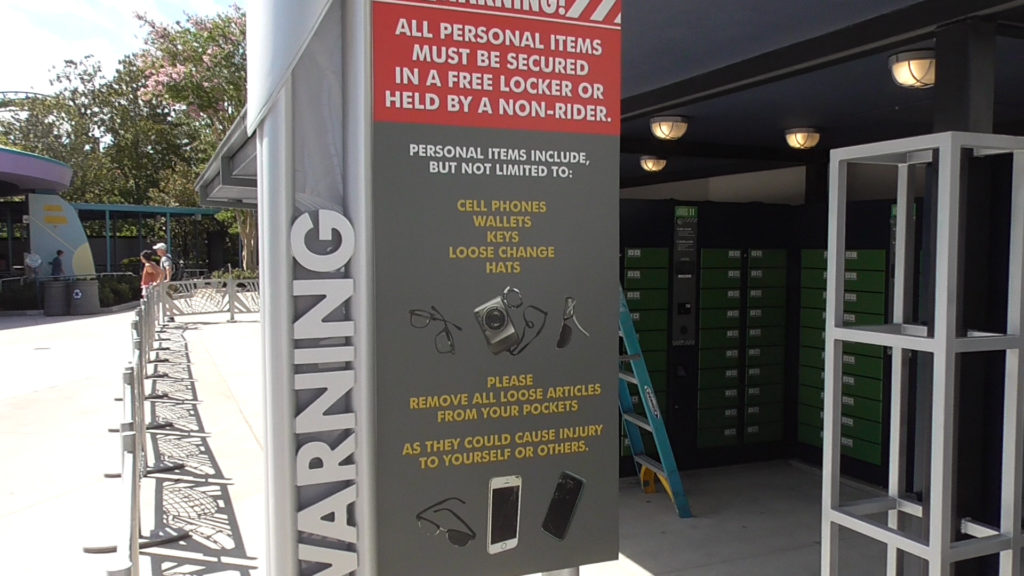 WARNING!
ALL PERSONAL ITEMS
MUST BE SECURED
IN A FREE LOCKER OR
HELD BY A NON-RIDER.
PERSONAL ITEMS INCLUDE,
BUT NOT LIMITED TO:
CELL PHONES
WALLETS
KEYS
LOOSE CHANGE
HATS
PLEASE
REMOVE ALL LOOSE ARTICLES
FROM YOUR POCKETS
AS THEY COULD CAUSE INJURY
TO YOURSELF OR OTHERS.
WARNING